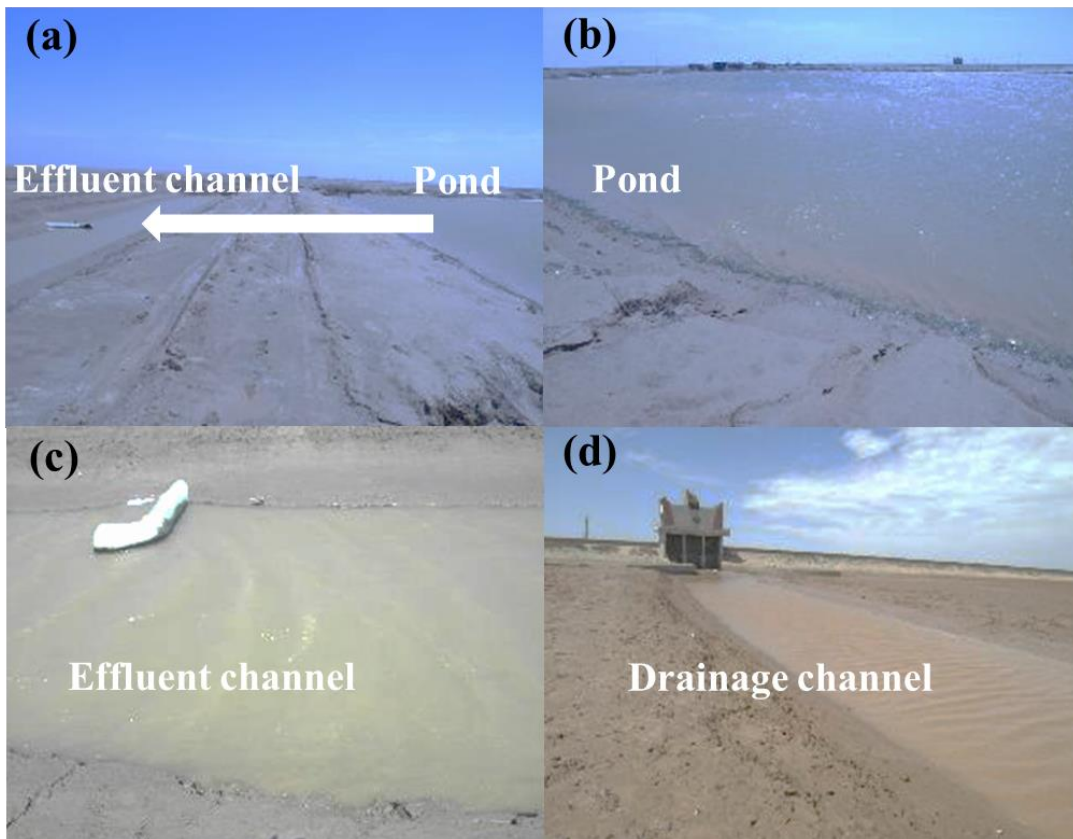 (a)
Effluent channel
Pond
(b)
Pond
(c)
Effluent channel
(d)
Drainage channel